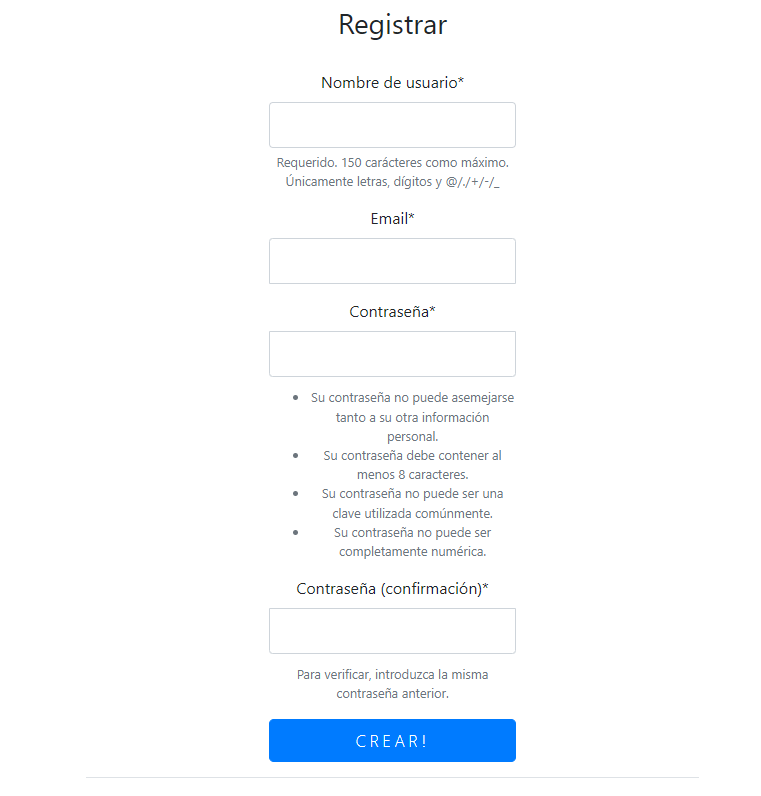 Registrar
Nombre de usuario*
Requerido. 150 carácteres como máximo.
Únicamente letras, dígitos y @/./+/-/_
Email*
Contraseña*
• Su contraseña no puede asemejarse
tanto a su otra información
personal.
• Su contraseña debe contener al
menos 8 caracteres.
• Su contraseña no puede ser una
clave utilizada comúnmente.
• Su contraseña no puede ser
completamente numérica.
Contraseña (confirmación)*
Para verificar, introduzca la misma
contraseña anterior.
CREAR!